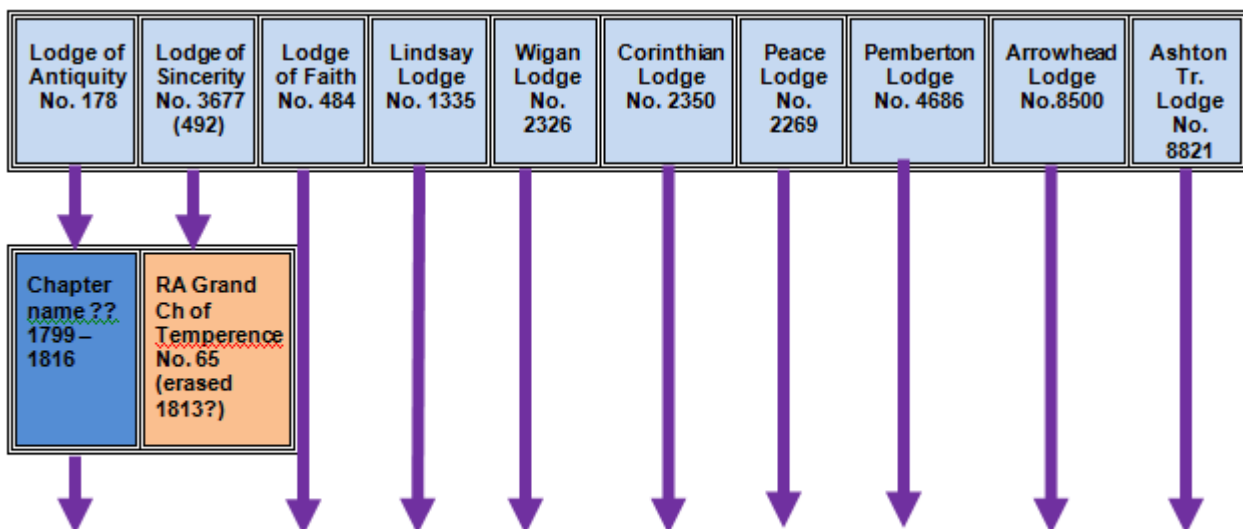 Lodge of
Antiquity
No. 178
Lodge of
Sincerity
No. 3677
(492)
Lodge
of Faith
No. 484
Lindsay
Lodge
No. 1335
Wigan
Lodge
No.
2326
Corinthian
Lodge
No. 2350
Peace
Lodge
No.
2269
Pemberton
Lodge
No. 4686
Arrowhead
Lodge
No.8500
Ashton
Tr.
Lodge
No.
8821
Chapter
name ??
1799 –
1816
RA Grand
Ch of
Temperence
No. 65
(erased
1813?)